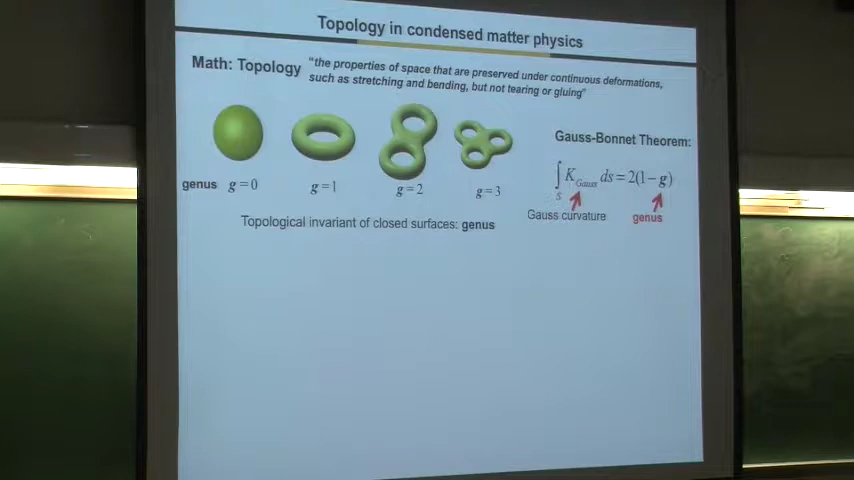 Topology in condensed matter physics
Math: Topology "the properties of space that are preserved under continuous deformations,
such as stretching and bending, but not tearing or gluing"
Gauss-Bonnet Theorem:
∫ K_Gauss ds = 2(1−g)
S
genus g=0 g=1 g=2 g=3
Gauss curvature genus
Topological invariant of closed surfaces: genus